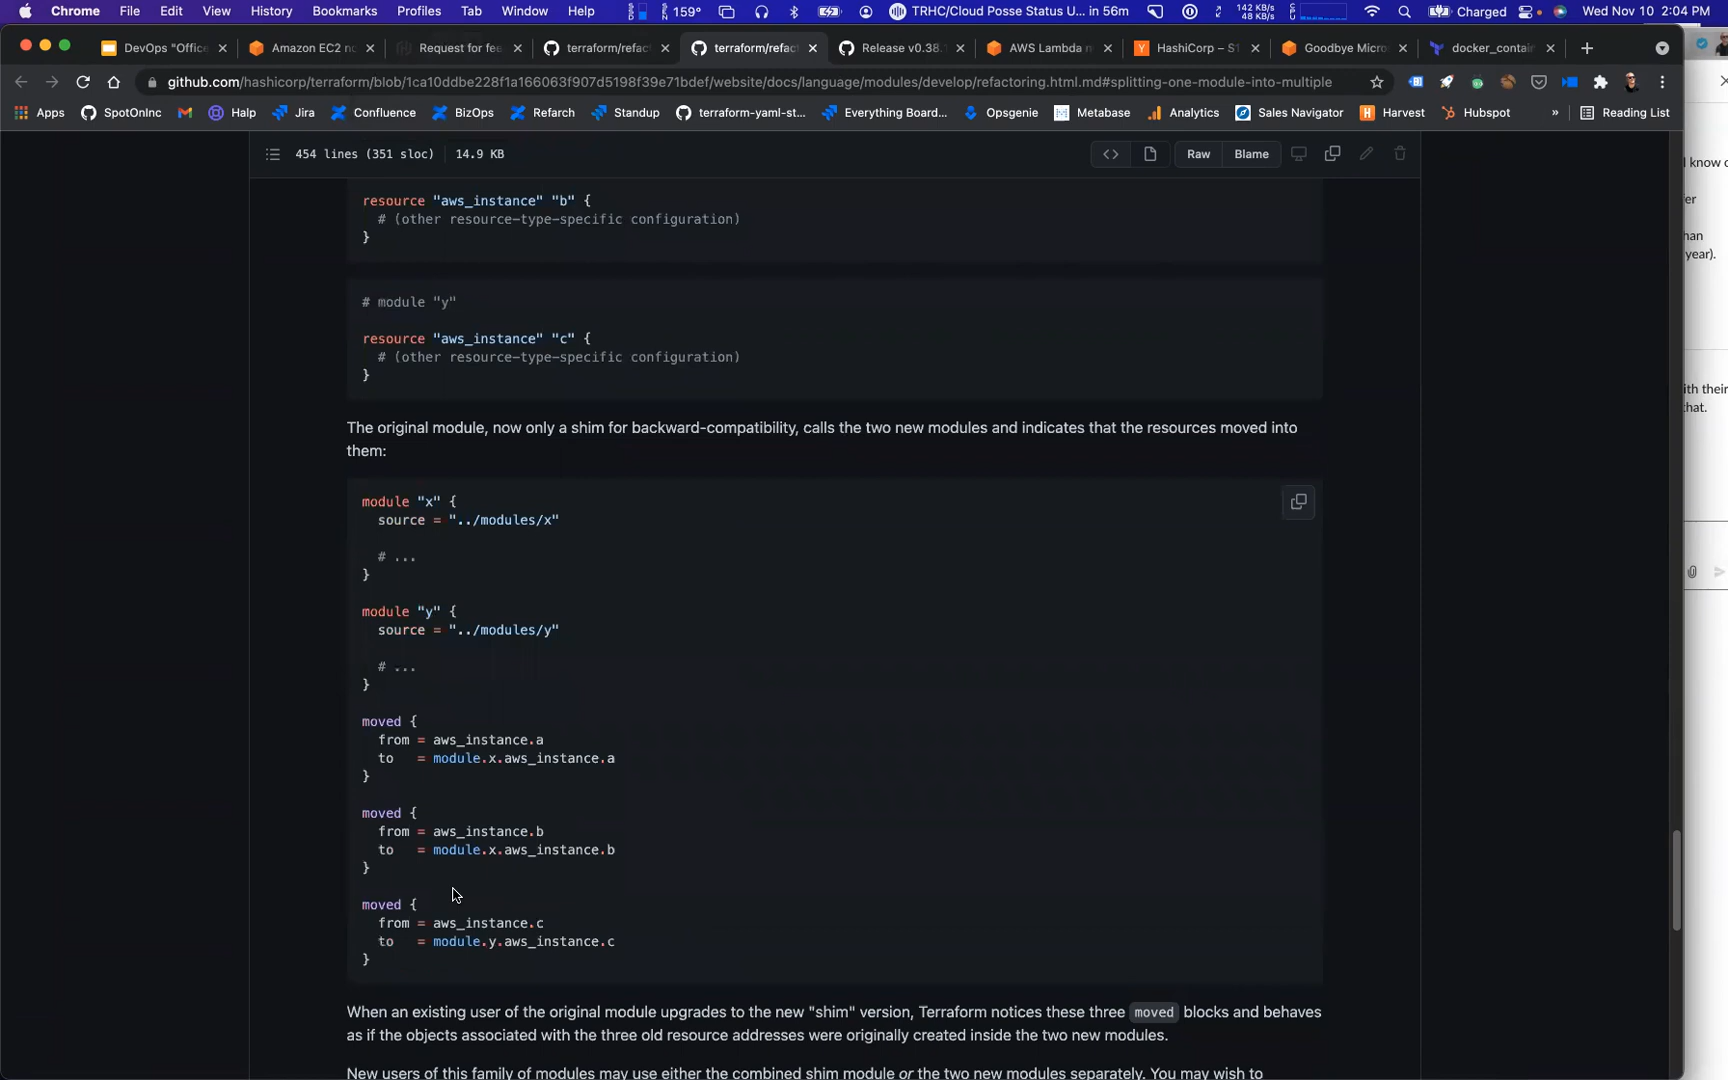 Chrome File Edit View History Bookmarks Profiles Tab Window Help 159° TRHC/Cloud Posse Status U... in 56m 142 KB/s 48 KB/s Charged Wed Nov 10 2:04 PM
DevOps "Office Amazon EC2 no Request for fee terraform/refac terraform/refac Release v0.38. AWS Lambda n HashiCorp – S1 Goodbye Micro docker_contai
github.com/hashicorp/terraform/blob/1ca10ddbe228f1a166063f907d5198f39e71bdef/website/docs/language/modules/develop/refactoring.html.md#splitting-one-module-into-multiple
Apps SpotOnInc Halp Jira Confluence BizOps Refarch Standup terraform-yaml-st... Everything Board... Opsgenie Metabase Analytics Sales Navigator Harvest Hubspot » Reading List
454 lines (351 sloc) 14.9 KB Raw Blame
resource "aws_instance" "b" {
# (other resource-type-specific configuration)
}
# module "y"
resource "aws_instance" "c" {
# (other resource-type-specific configuration)
}
The original module, now only a shim for backward-compatibility, calls the two new modules and indicates that the resources moved into
them:
module "x" {
source = "../modules/x"
# ...
}
module "y" {
source = "../modules/y"
# ...
}
moved {
from = aws_instance.a
to = module.x.aws_instance.a
}
moved {
from = aws_instance.b
to = module.x.aws_instance.b
}
moved {
from = aws_instance.c
to = module.y.aws_instance.c
}
When an existing user of the original module upgrades to the new "shim" version, Terraform notices these three moved blocks and behaves
as if the objects associated with the three old resource addresses were originally created inside the two new modules.
New users of this family of modules may use either the combined shim module or the two new modules separately. You may wish to
I know
year).
that.